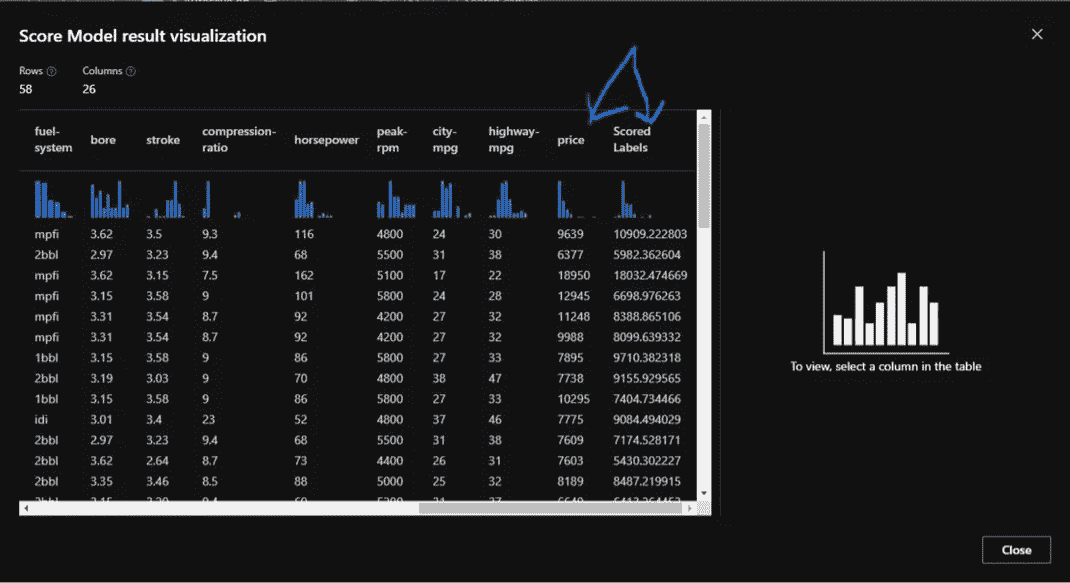 Score Model result visualization
Rows Columns
58 26
fuel-system bore stroke compression-ratio horsepower peak-rpm city-mpg highway-mpg price Scored Labels
mpfi 3.62 3.5 9.3 116 4800 24 30 9639 10909.222803
2bbl 2.97 3.23 9.4 68 5500 31 38 6377 5982.362604
mpfi 3.62 3.15 7.5 162 5100 17 22 18950 18032.474669
mpfi 3.15 3.58 9 101 5800 24 28 12945 6698.976263
mpfi 3.31 3.54 8.7 92 4200 27 32 11248 8388.865106
mpfi 3.31 3.54 8.7 92 4200 27 32 9988 8099.639332
1bbl 3.15 3.58 9 86 5800 27 33 7895 9710.382318
2bbl 3.19 3.03 9 70 4800 38 47 7738 9155.929565
1bbl 3.15 3.58 9 86 5800 27 33 10295 7404.734466
idi 3.01 3.4 23 52 4800 37 46 7775 9084.494029
2bbl 2.97 3.23 9.4 68 5500 31 38 7609 7174.528171
2bbl 3.62 2.64 8.7 73 4400 26 31 7603 5430.302227
2bbl 3.35 3.46 8.5 88 5000 25 32 8189 8487.219915
To view, select a column in the table
Close